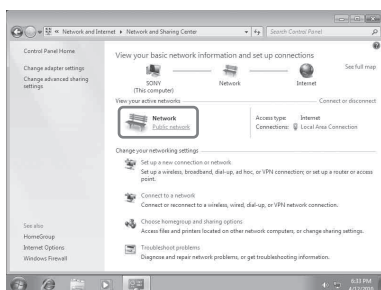 « Network and Internet ▸ Network and Sharing Center
Search Control Panel
Control Panel Home
Change adapter settings
Change advanced sharing
settings
View your basic network information and set up connections
See full map
SONY
(This computer)
Network
Internet
View your active networks
Connect or disconnect
Network
Public network
Access type: Internet
Connections: Local Area Connection
Change your networking settings
Set up a new connection or network
Set up a wireless, broadband, dial-up, ad hoc, or VPN connection; or set up a router or access
point.
Connect to a network
Connect or reconnect to a wireless, wired, dial-up, or VPN network connection.
Choose homegroup and sharing options
Access files and printers located on other network computers, or change sharing settings.
Troubleshoot problems
Diagnose and repair network problems, or get troubleshooting information.
See also
HomeGroup
Internet Options
Windows Firewall
6:33 PM